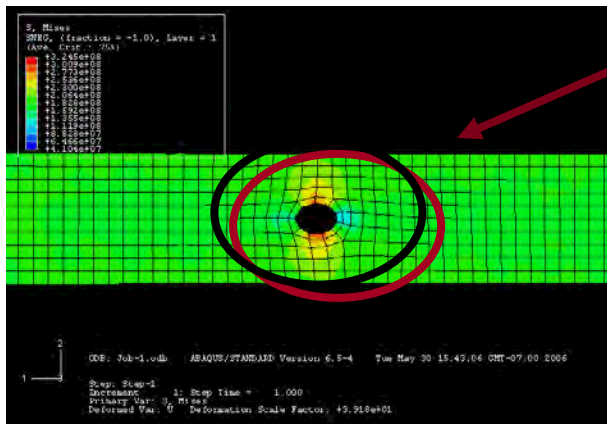 S, Mises
SNEG, (fraction = -1.0), Layer = 1
(Ave. Crit.: 75%)
+3.245e+08
+3.009e+08
+2.773e+08
+2.536e+08
+2.300e+08
+2.064e+08
+1.828e+08
+1.592e+08
+1.355e+08
+1.119e+08
+8.828e+07
+6.466e+07
+4.104e+07
2
1
3
ODB: Job-1.odb ABAQUS/STANDARD Version 6.5-4 Tue May 30 15:43:06 GMT-07:00 2006
Step: Step-1
Increment 1: Step Time = 1.000
Primary Var: S, Mises
Deformed Var: U Deformation Scale Factor: +3.918e+01